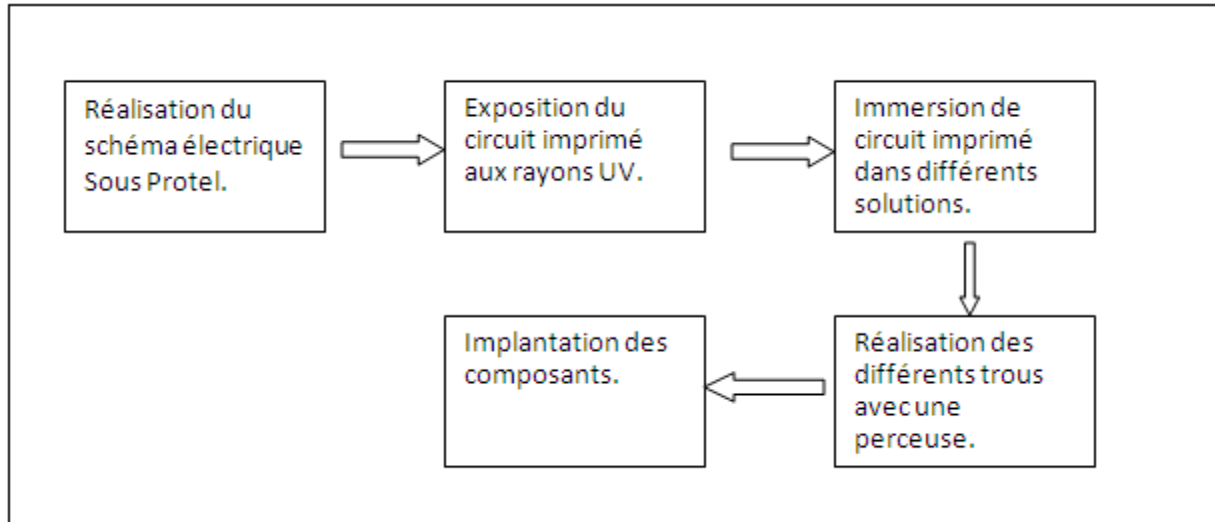 Réalisation du
schéma électrique
Sous Protel.
Exposition du
circuit imprimé
aux rayons UV.
Immersion de
circuit imprimé
dans différents
solutions.
Réalisation des
différents trous
avec une
perceuse.
Implantation des
composants.